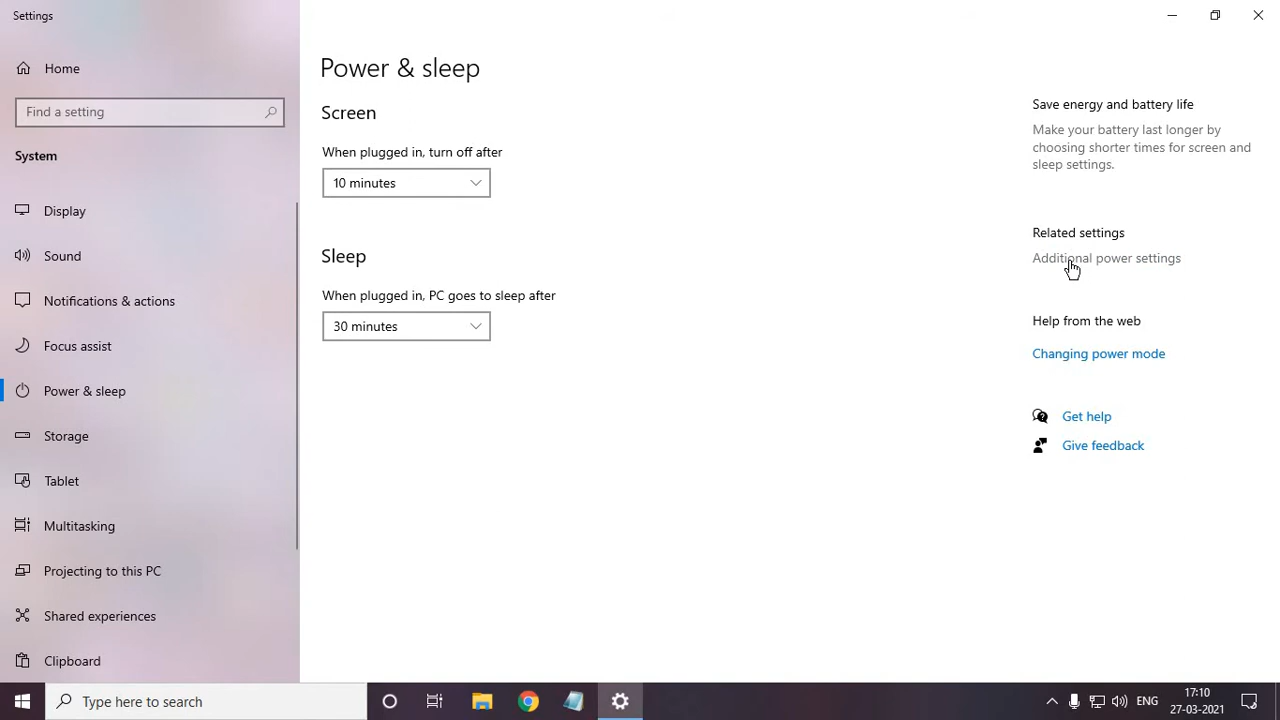 Settings
Home
Find a setting
System
Display
Sound
Notifications & actions
Focus assist
Power & sleep
Storage
Tablet
Multitasking
Projecting to this PC
Shared experiences
Clipboard
Power & sleep
Screen
When plugged in, turn off after
10 minutes
Sleep
When plugged in, PC goes to sleep after
30 minutes
Save energy and battery life
Make your battery last longer by
choosing shorter times for screen and
sleep settings.
Related settings
Additional power settings
Help from the web
Changing power mode
Get help
Give feedback
Type here to search
ENG
17:10
27-03-2021